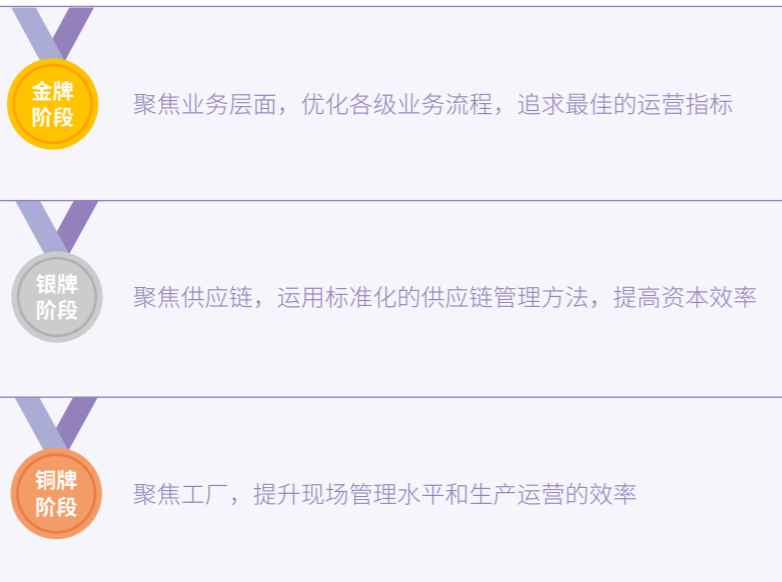 金牌
阶段
聚焦业务层面，优化各级业务流程，追求最佳的运营指标
银牌
阶段
聚焦供应链，运用标准化的供应链管理方法，提高资本效率
铜牌
阶段
聚焦工厂，提升现场管理水平和生产运营的效率